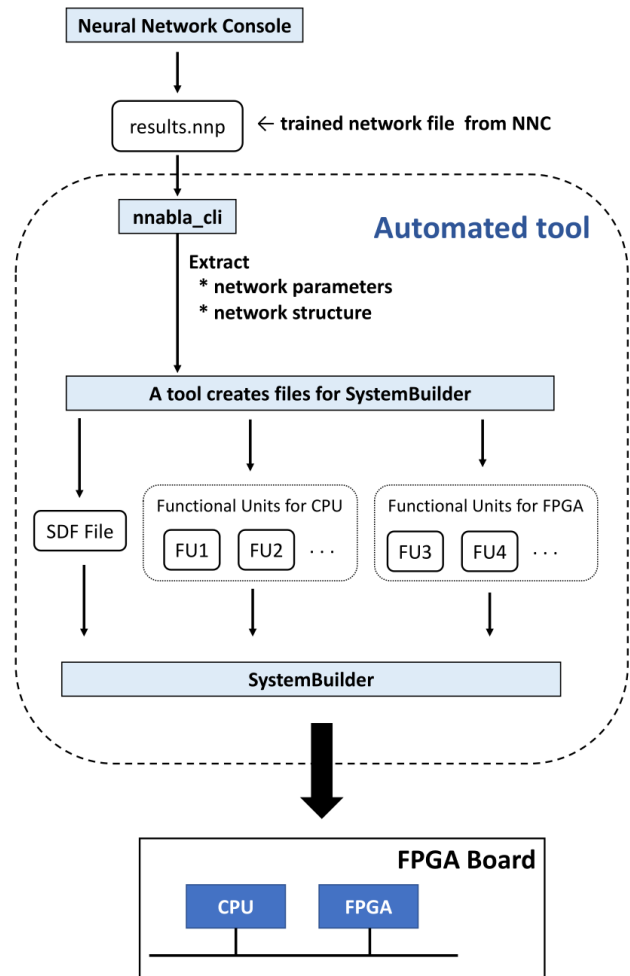 Neural Network Console
results.nnp
← trained network file from NNC
nnabla_cli
Automated tool
Extract
* network parameters
* network structure
A tool creates files for SystemBuilder
SDF File
Functional Units for CPU
FU1 FU2 ...
Functional Units for FPGA
FU3 FU4 ...
SystemBuilder
FPGA Board
CPU FPGA